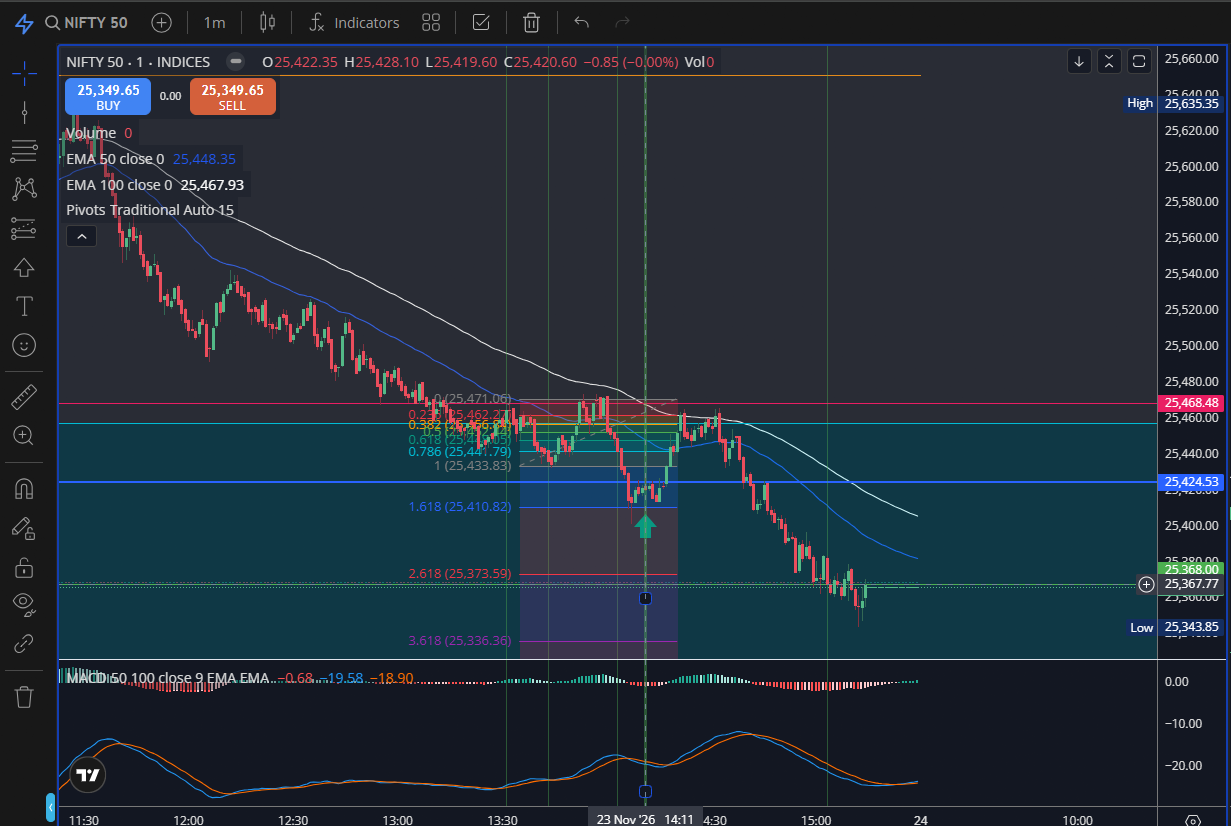 NIFTY 50 1m Indicators
NIFTY 50 · 1 · INDICES O25,422.35 H25,428.10 L25,419.60 C25,420.60 −0.85 (−0.00%) Vol0
25,349.65 BUY 0.00 25,349.65 SELL
Volume 0
EMA 50 close 0 25,448.35
EMA 100 close 0 25,467.93
Pivots Traditional Auto 15
0 (25,471.06)
0.786 (25,441.79)
1 (25,433.83)
1.618 (25,410.82)
2.618 (25,373.59)
3.618 (25,336.36)
25,660.00
25,640.00
High 25,635.35
25,620.00
25,600.00
25,580.00
25,560.00
25,540.00
25,520.00
25,500.00
25,480.00
25,468.48
25,460.00
25,440.00
25,424.53
25,400.00
25,368.00
25,367.77
Low 25,343.85
MACD 50 100 close 9 EMA EMA −0.68 −19.58 −18.90
0.00
−10.00
−20.00
11:30 12:00 12:30 13:00 13:30 23 Nov '26 14:11 4:30 15:00 24 10:00